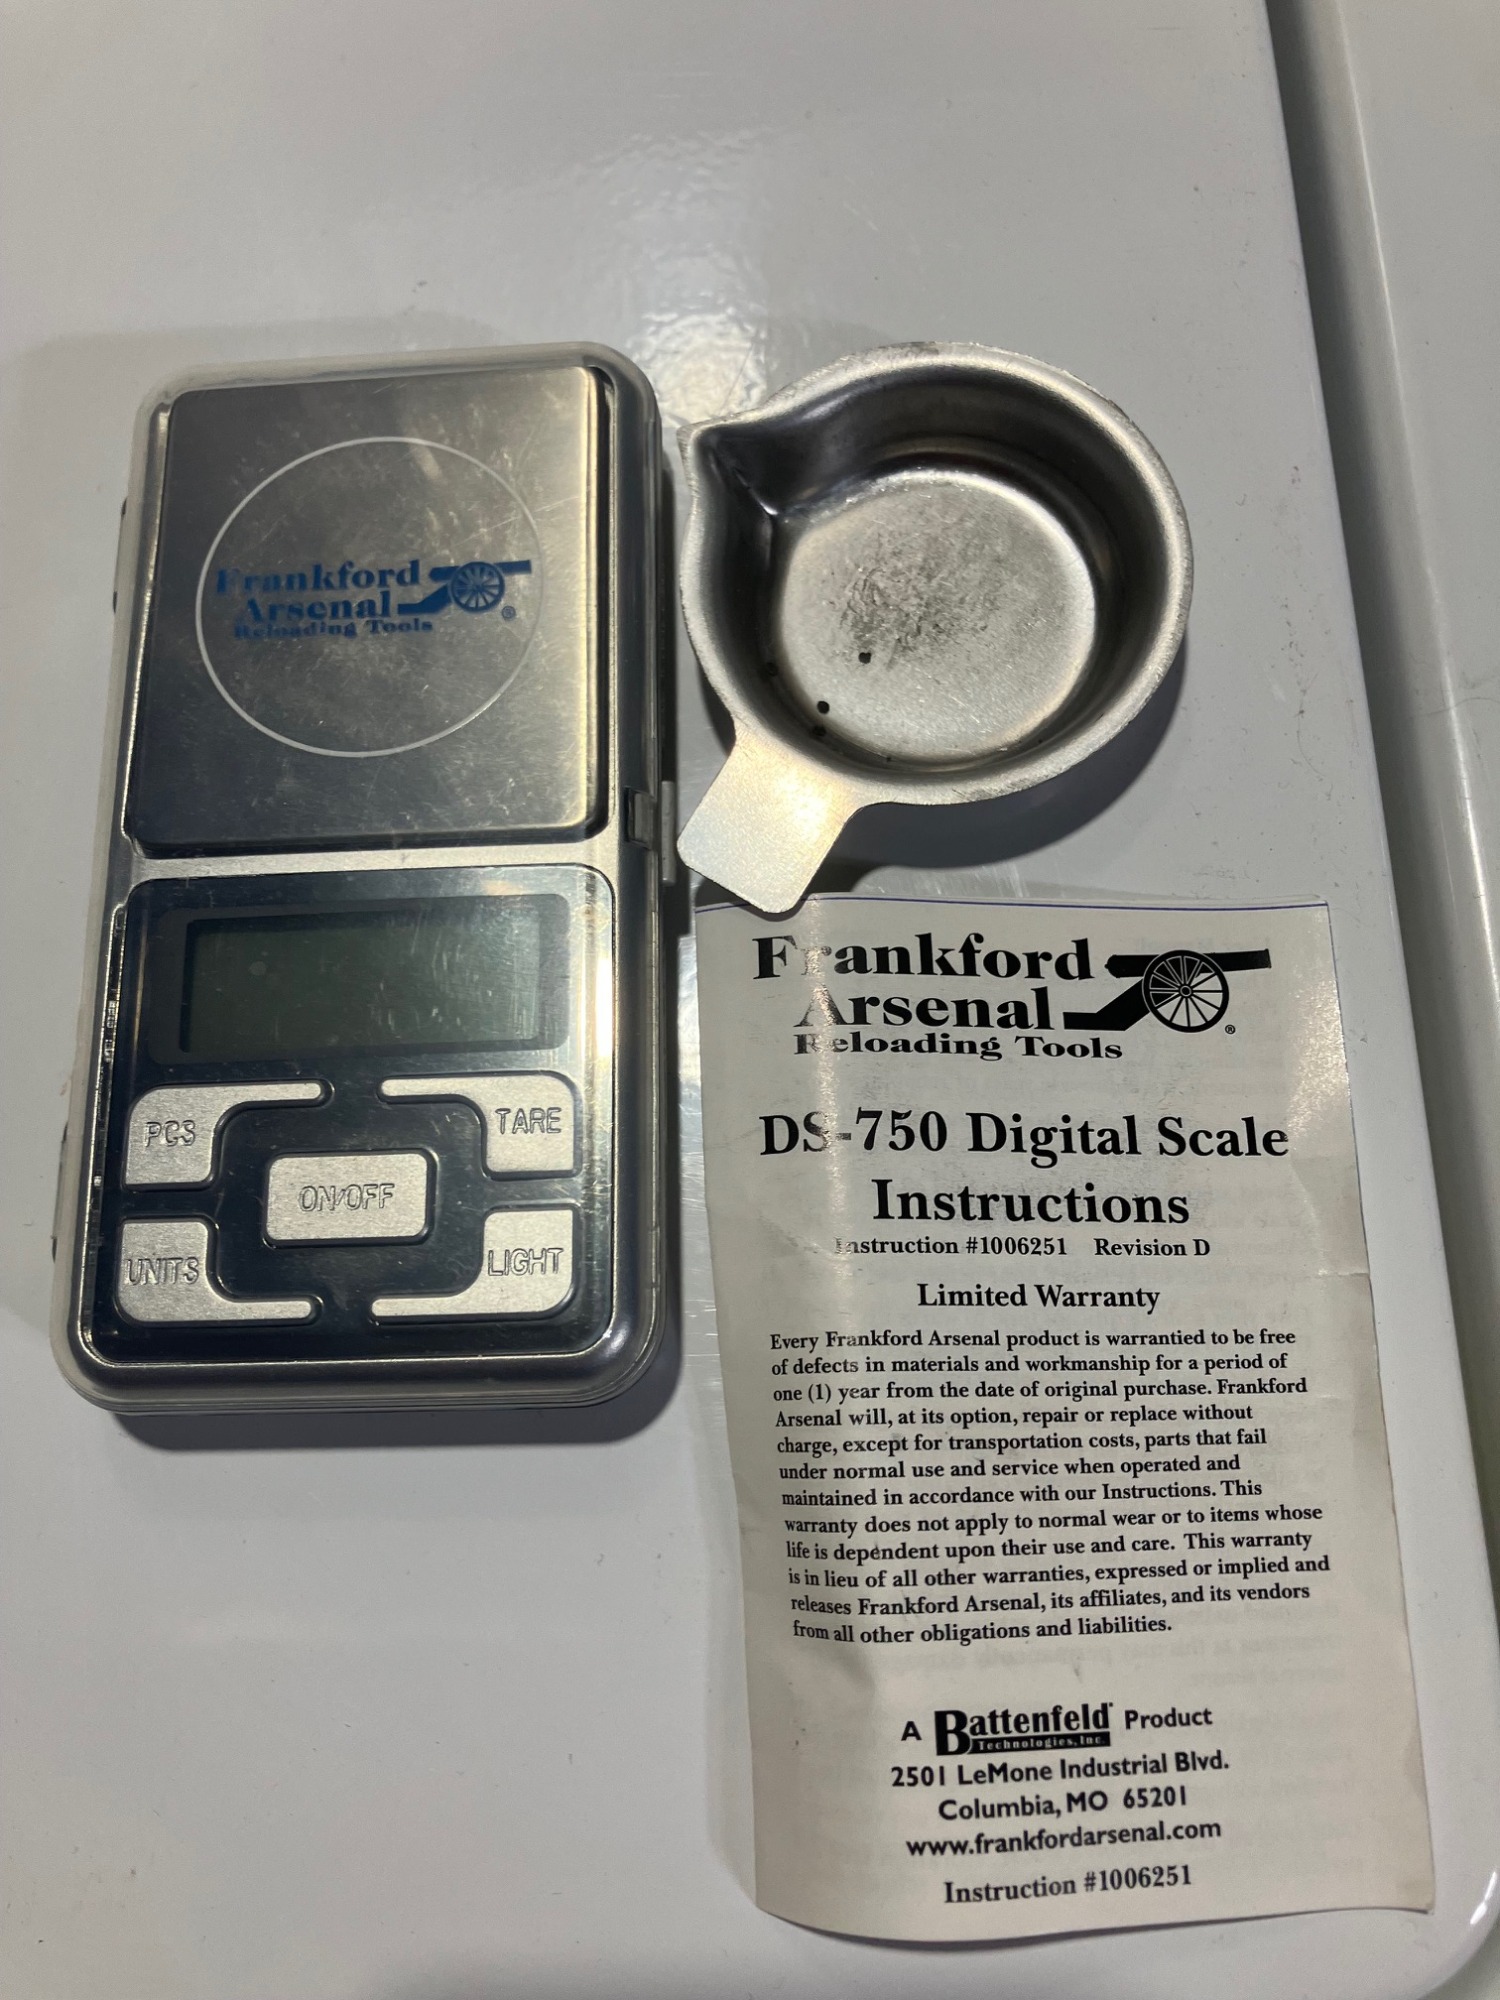 Frankford
Arsenal
Reloading Tools
®
PCS
TARE
ON/OFF
UNITS
LIGHT
Frankford
Arsenal
Reloading Tools
®
DS-750 Digital Scale
Instructions
Instruction #1006251 Revision D
Limited Warranty
Every Frankford Arsenal product is warrantied to be free
of defects in materials and workmanship for a period of
one (1) year from the date of original purchase. Frankford
Arsenal will, at its option, repair or replace without
charge, except for transportation costs, parts that fail
under normal use and service when operated and
maintained in accordance with our Instructions. This
warranty does not apply to normal wear or to items whose
life is dependent upon their use and care. This warranty
is in lieu of all other warranties, expressed or implied and
releases Frankford Arsenal, its affiliates, and its vendors
from all other obligations and liabilities.
A Battenfeld Product
Technologies, Inc.
2501 LeMone Industrial Blvd.
Columbia, MO 65201
www.frankfordarsenal.com
Instruction #1006251